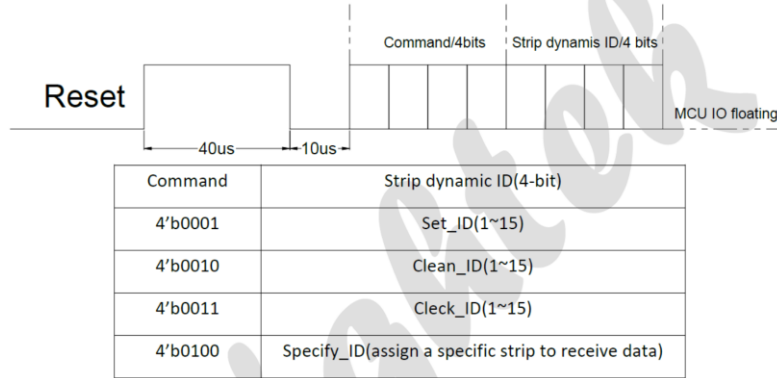 Command/4bits Strip dynamis ID/4 bits
Reset
MCU IO floating
40us 10us
Command Strip dynamic ID(4-bit)
4'b0001 Set_ID(1~15)
4'b0010 Clean_ID(1~15)
4'b0011 Cleck_ID(1~15)
4'b0100 Specify_ID(assign a specific strip to receive data)